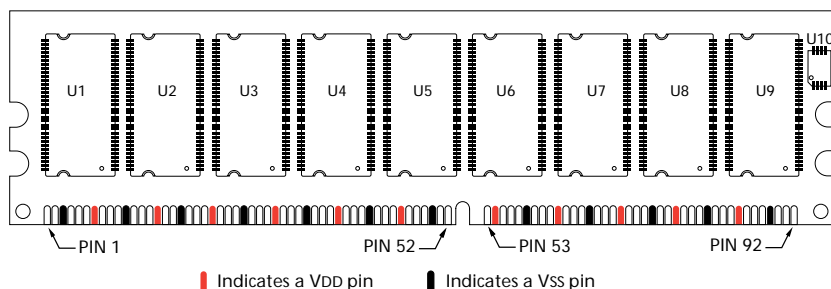 U10
U1 U2 U3 U4 U5 U6 U7 U8 U9
PIN 1 PIN 52 PIN 53 PIN 92
Indicates a VDD pin Indicates a VSS pin